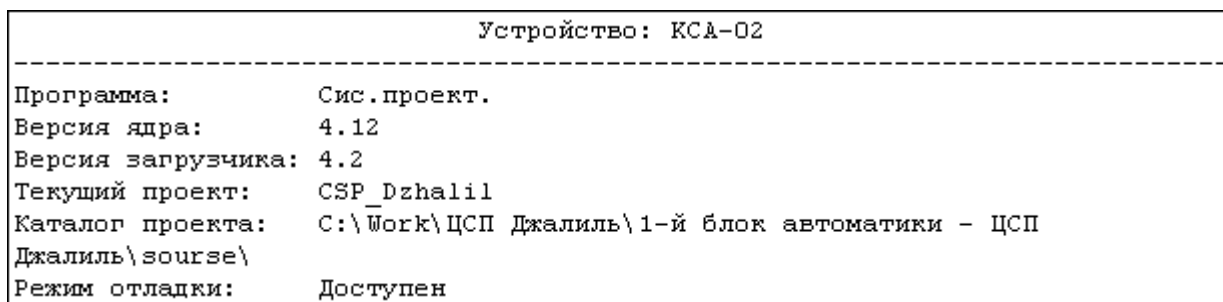 Устройство: КСА-02
--------------------------------------------------------------------------
Программа: Сис.проект.
Версия ядра: 4.12
Версия загрузчика: 4.2
Текущий проект: CSP_Dzhalil
Каталог проекта: C:\Work\ЦСП Джалиль\1-й блок автоматики - ЦСП
Джалиль\sourse\
Режим отладки: Доступен